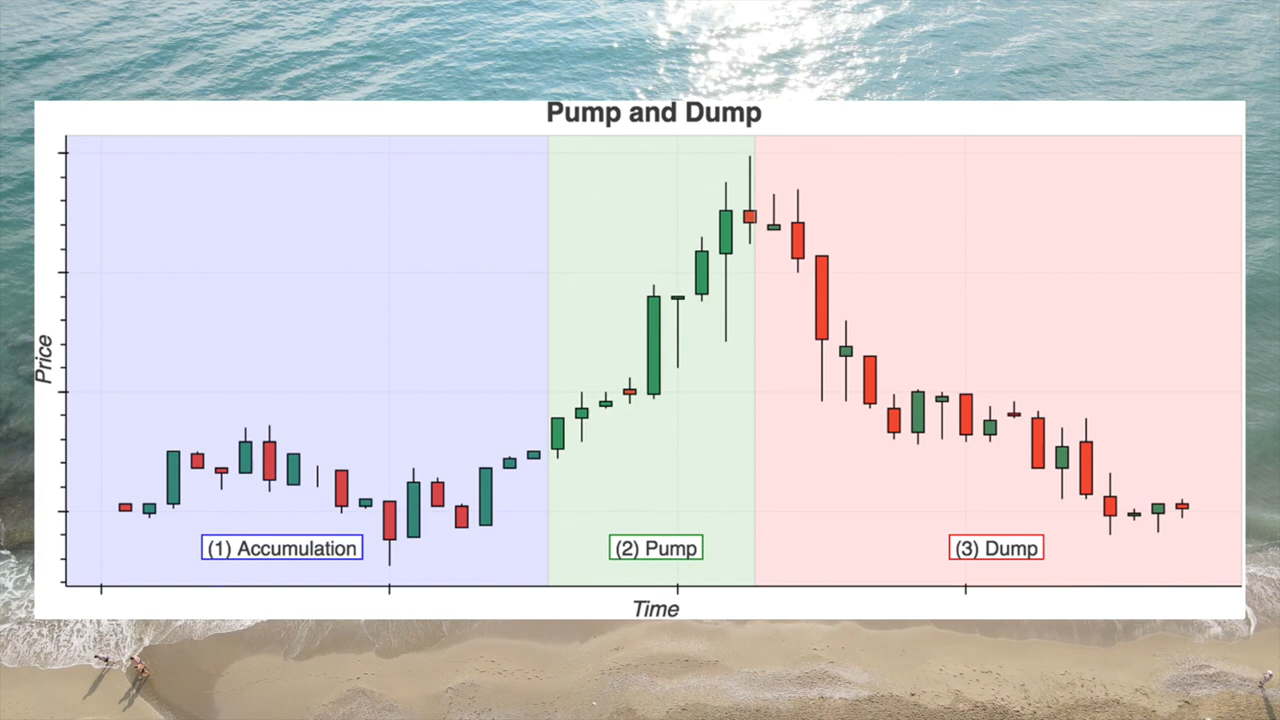 Pump and Dump
Price
(1) Accumulation
(2) Pump
(3) Dump
Time